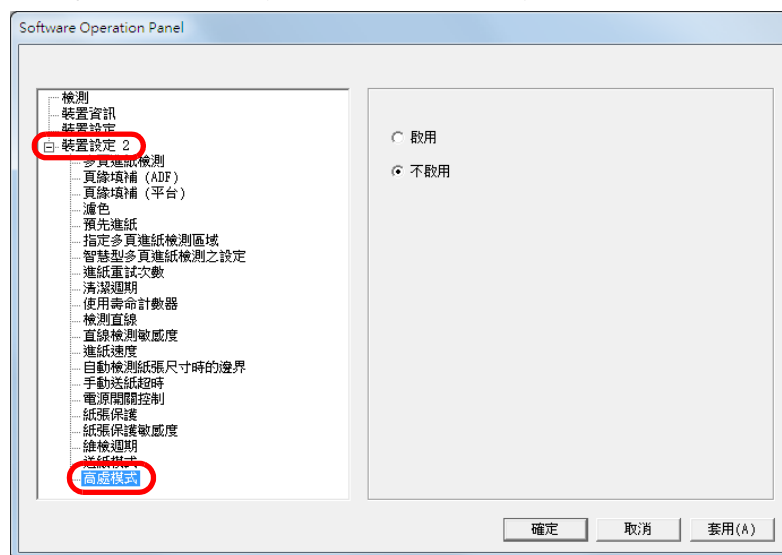 Software Operation Panel
檢測
裝置資訊
裝置設定
裝置設定 2
多頁進紙檢測
頁緣填補 (ADF)
頁緣填補 (平台)
濾色
預先進紙
指定多頁進紙檢測區域
智慧型多頁進紙檢測之設定
進紙重試次數
清潔週期
使用壽命計數器
檢測直線
直線檢測敏感度
進紙速度
自動檢測紙張尺寸時的邊界
手動送紙超時
電源開關控制
紙張保護
紙張保護敏感度
維檢週期
送紙模式
高處模式
啟用
不啟用
確定
取消
套用(A)